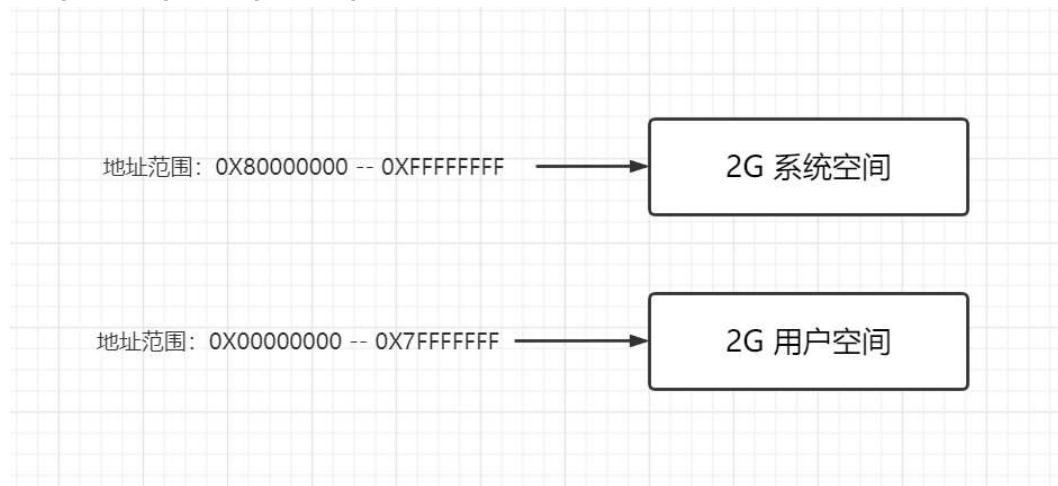 地址范围：0X80000000 -- 0XFFFFFFFF
2G 系统空间
地址范围：0X00000000 -- 0X7FFFFFFF
2G 用户空间